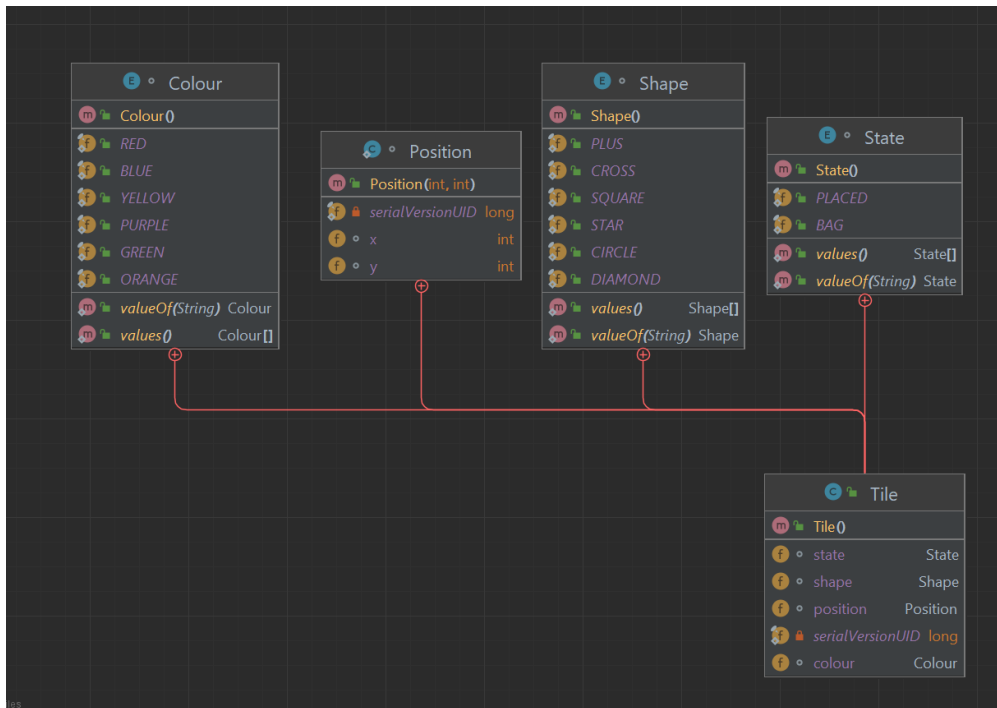 E Colour
m Colour()
f RED
f BLUE
f YELLOW
f PURPLE
f GREEN
f ORANGE
m valueOf(String) Colour
m values() Colour[]
C Position
m Position(int, int)
f serialVersionUID long
f x int
f y int
E Shape
m Shape()
f PLUS
f CROSS
f SQUARE
f STAR
f CIRCLE
f DIAMOND
m values() Shape[]
m valueOf(String) Shape
E State
m State()
f PLACED
f BAG
m values() State[]
m valueOf(String) State
C Tile
m Tile()
f state State
f shape Shape
f position Position
f serialVersionUID long
f colour Colour